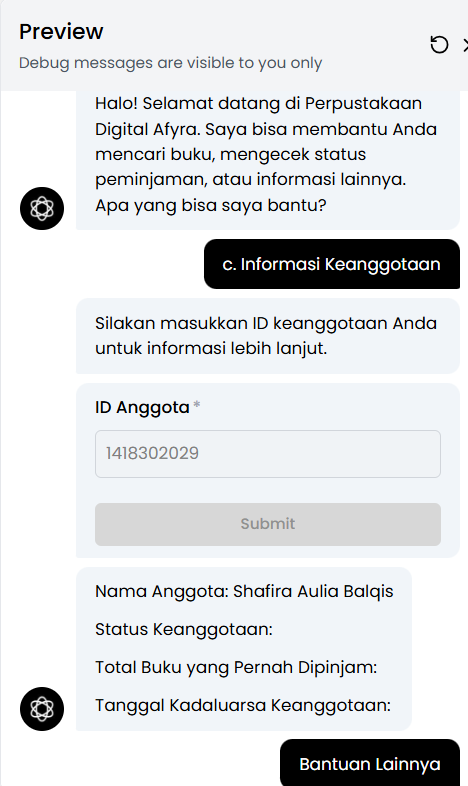 Preview
Debug messages are visible to you only
Halo! Selamat datang di Perpustakaan
Digital Afyra. Saya bisa membantu Anda
mencari buku, mengecek status
peminjaman, atau informasi lainnya.
Apa yang bisa saya bantu?
c. Informasi Keanggotaan
Silakan masukkan ID keanggotaan Anda
untuk informasi lebih lanjut.
ID Anggota *
1418302029
Submit
Nama Anggota: Shafira Aulia Balqis
Status Keanggotaan:
Total Buku yang Pernah Dipinjam:
Tanggal Kadaluarsa Keanggotaan:
Bantuan Lainnya